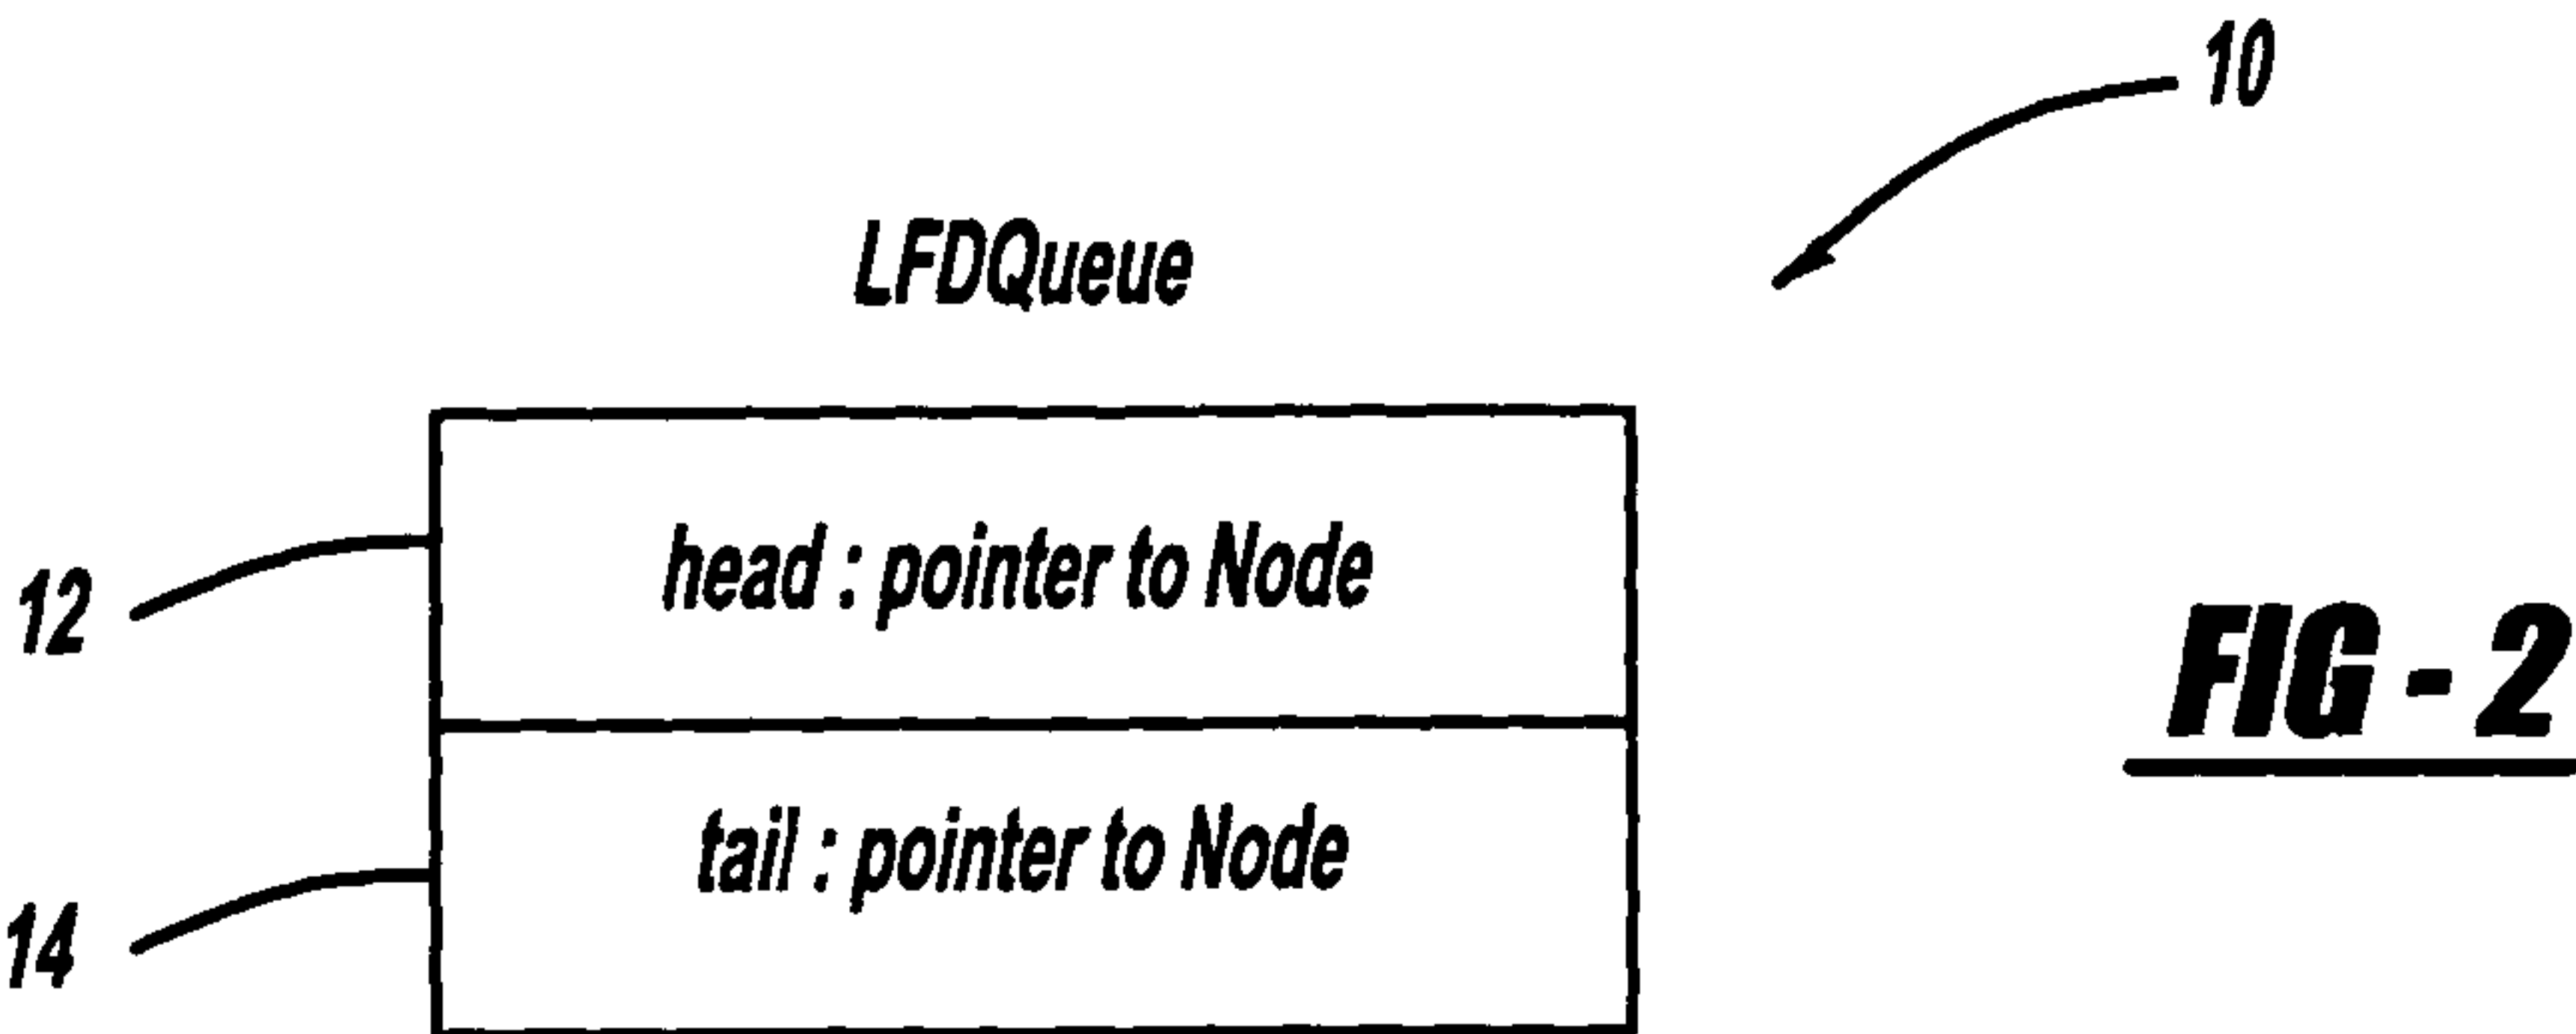 10
LFDQueue
head : pointer to Node
12
FIG - 2
tail : pointer to Node
14